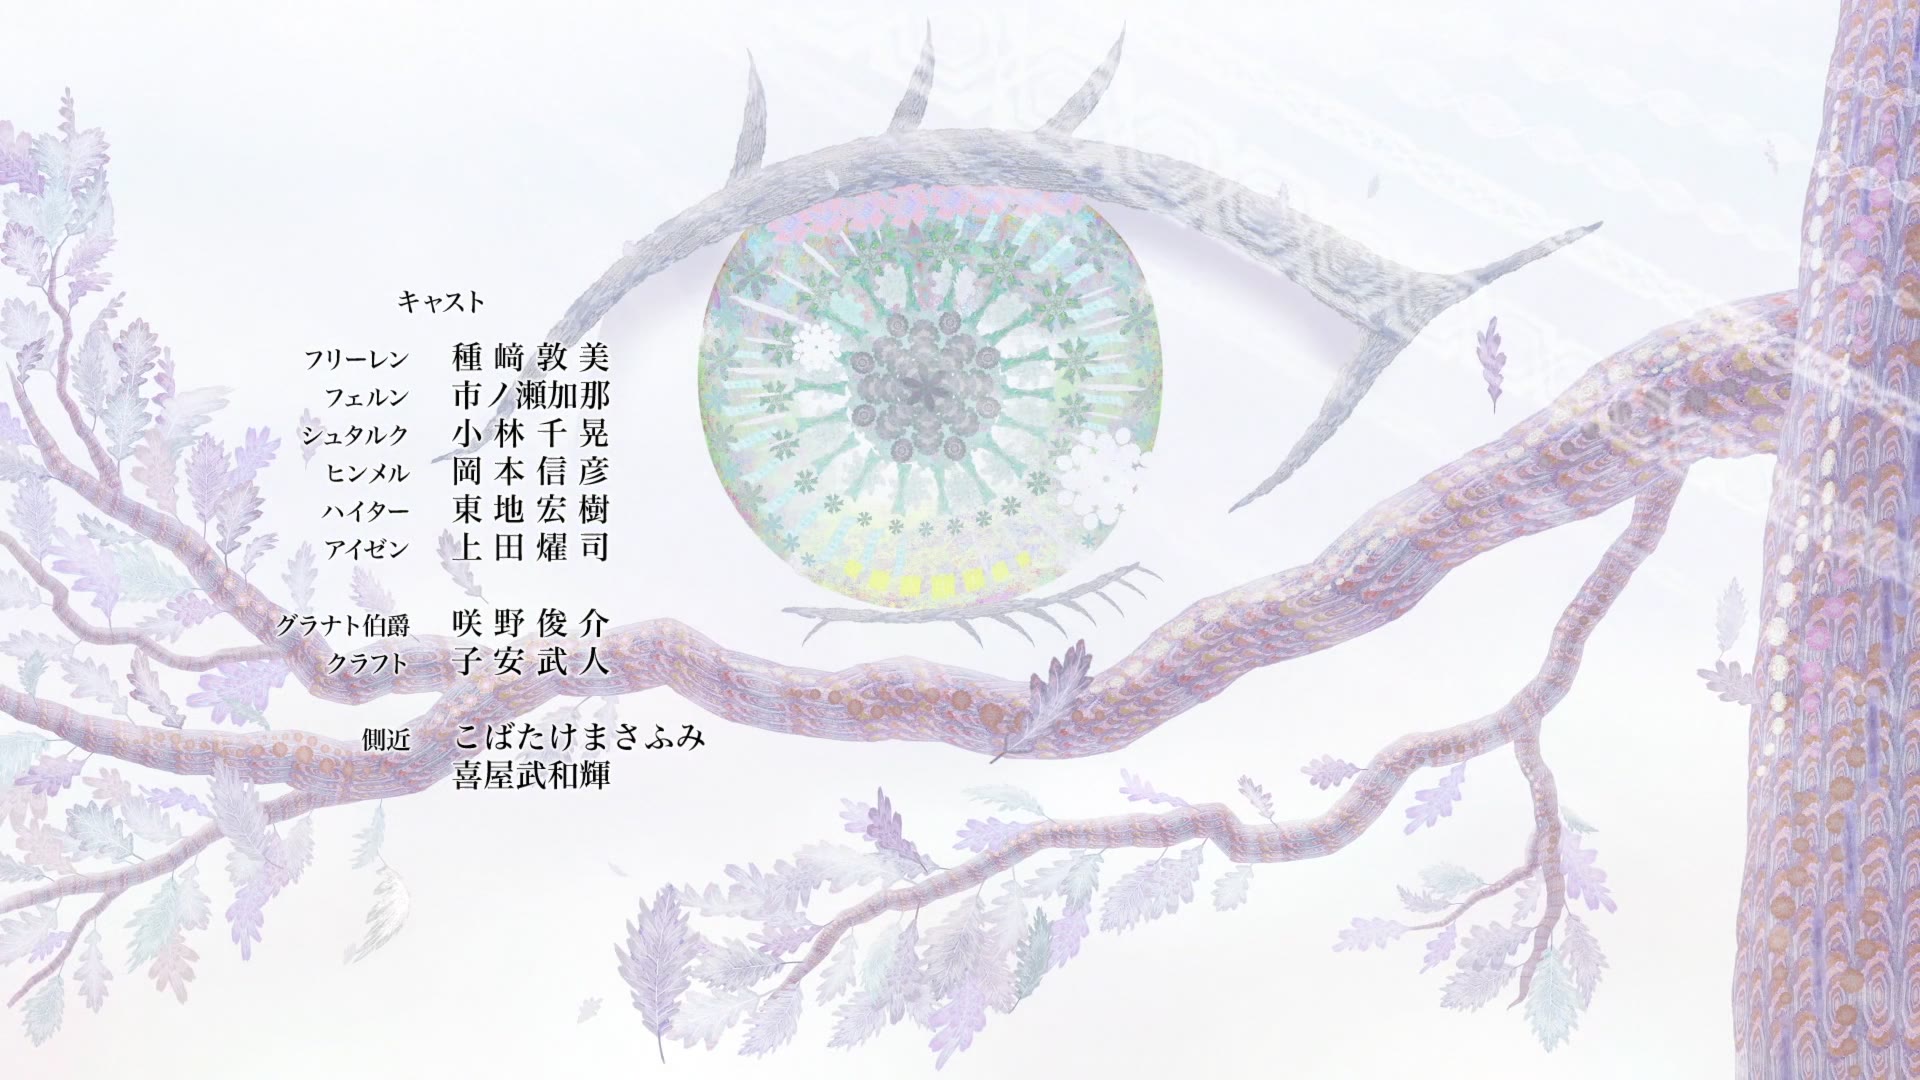 キャスト
フリーレン 種﨑敦美
フェルン 市ノ瀬加那
シュタルク 小林千晃
ヒンメル 岡本信彦
ハイター 東地宏樹
アイゼン 上田燿司
グラナト伯爵 咲野俊介
クラフト 子安武人
側近 こばたけまさふみ
喜屋武和輝